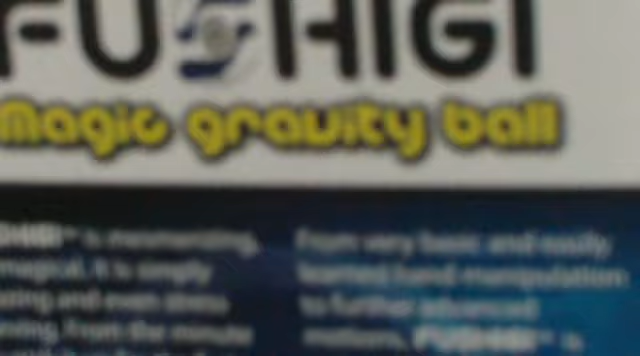 FUSHIGI
Magic gravity ball
is mesmerizing,
magical. It is simply
and even stress
From the minute
From very basic and easily
learned hand manipulation
to further advanced
motions, FUSHIGI™ is